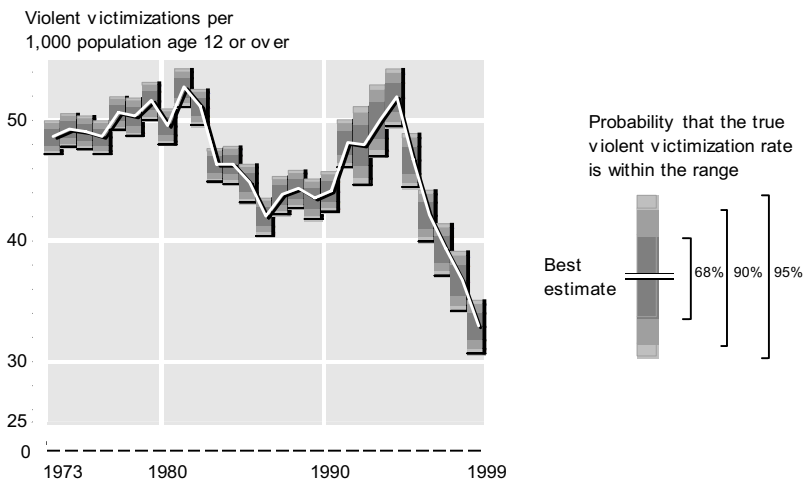 Violent victimizations per
1,000 population age 12 or over
50
40
30
25
0
1973
1980
1990
1999
Probability that the true
violent victimization rate
is within the range
Best
estimate
68%
90%
95%